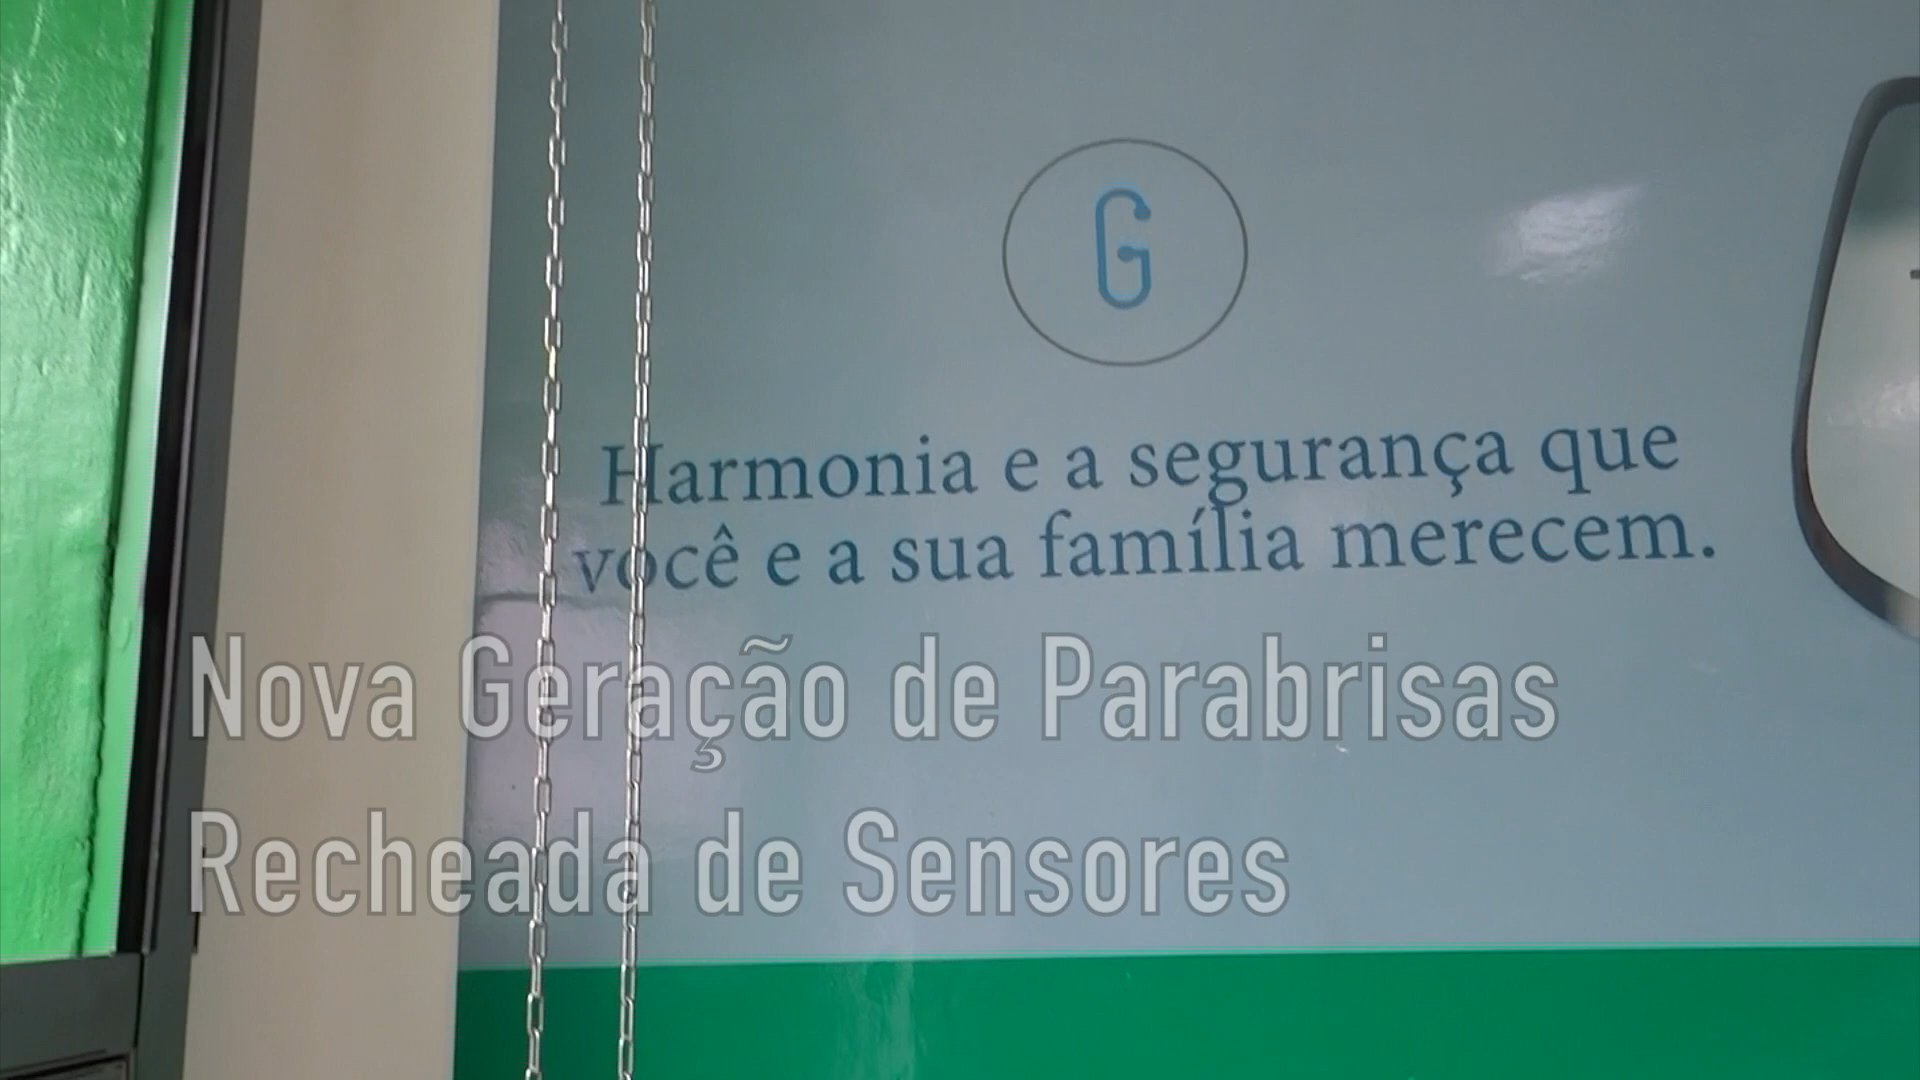 G
Harmonia e a segurança que
você e a sua família merecem.
Nova Geração de Parabrisas
Recheada de Sensores